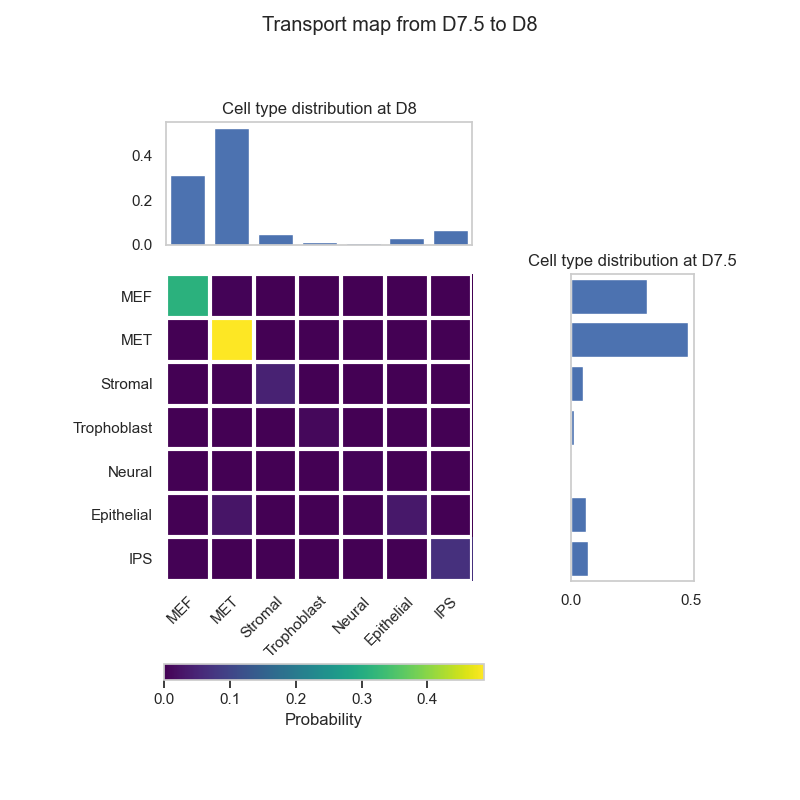 Transport map from D7.5 to D8
Cell type distribution at D8
0.4
0.2
0.0
Cell type distribution at D7.5
MEF
MET
Stromal
Trophoblast
Neural
Epithelial
IPS
0.0 0.5
MEF MET Stromal Trophoblast Neural Epithelial IPS
0.0 0.1 0.2 0.3 0.4
Probability